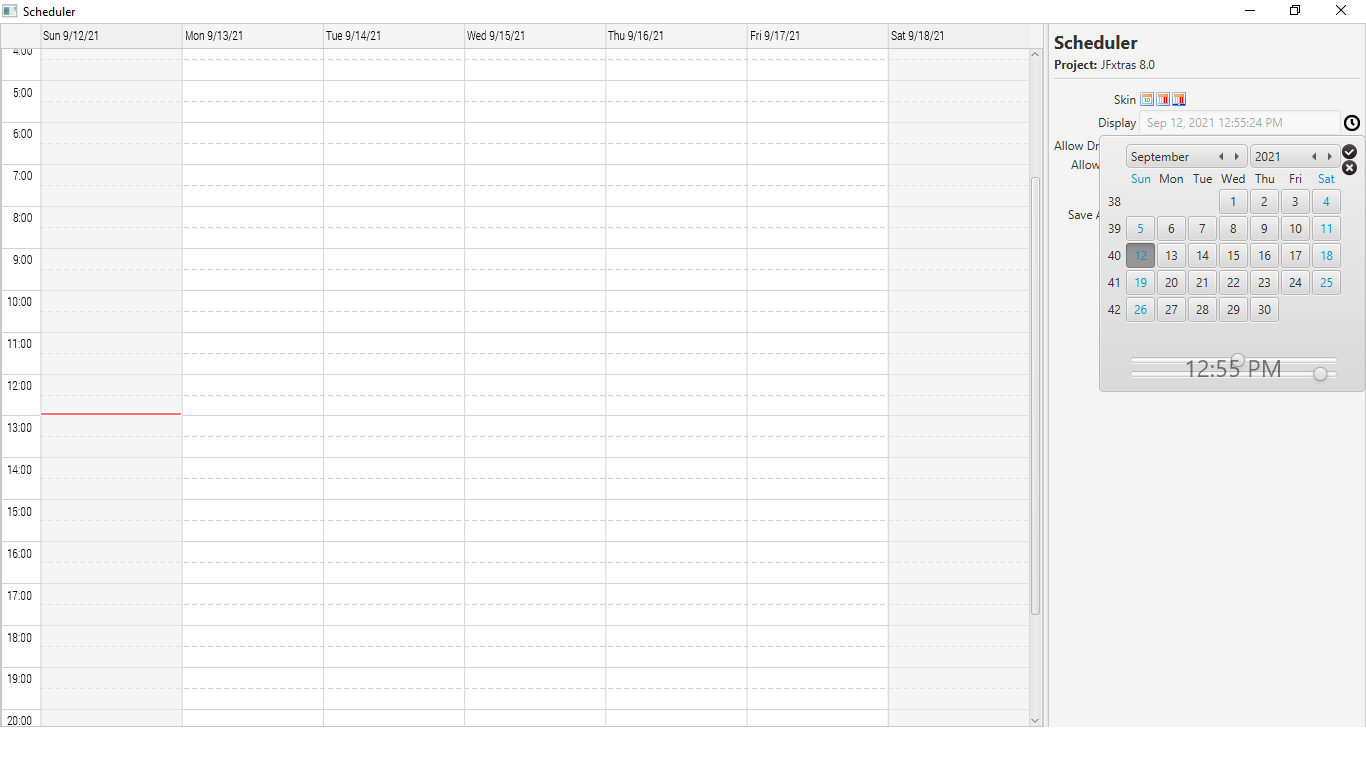 Scheduler
Sun 9/12/21 Mon 9/13/21 Tue 9/14/21 Wed 9/15/21 Thu 9/16/21 Fri 9/17/21 Sat 9/18/21
4:00
5:00
6:00
7:00
8:00
9:00
10:00
11:00
12:00
13:00
14:00
15:00
16:00
17:00
18:00
19:00
20:00
Scheduler
Project: JFxtras 8.0
Skin
Display Sep 12, 2021 12:55:24 PM
Allow Dr
Allow
Save A
September 2021
Sun Mon Tue Wed Thu Fri Sat
38 1 2 3 4
39 5 6 7 8 9 10 11
40 12 13 14 15 16 17 18
41 19 20 21 22 23 24 25
42 26 27 28 29 30
12:55 PM